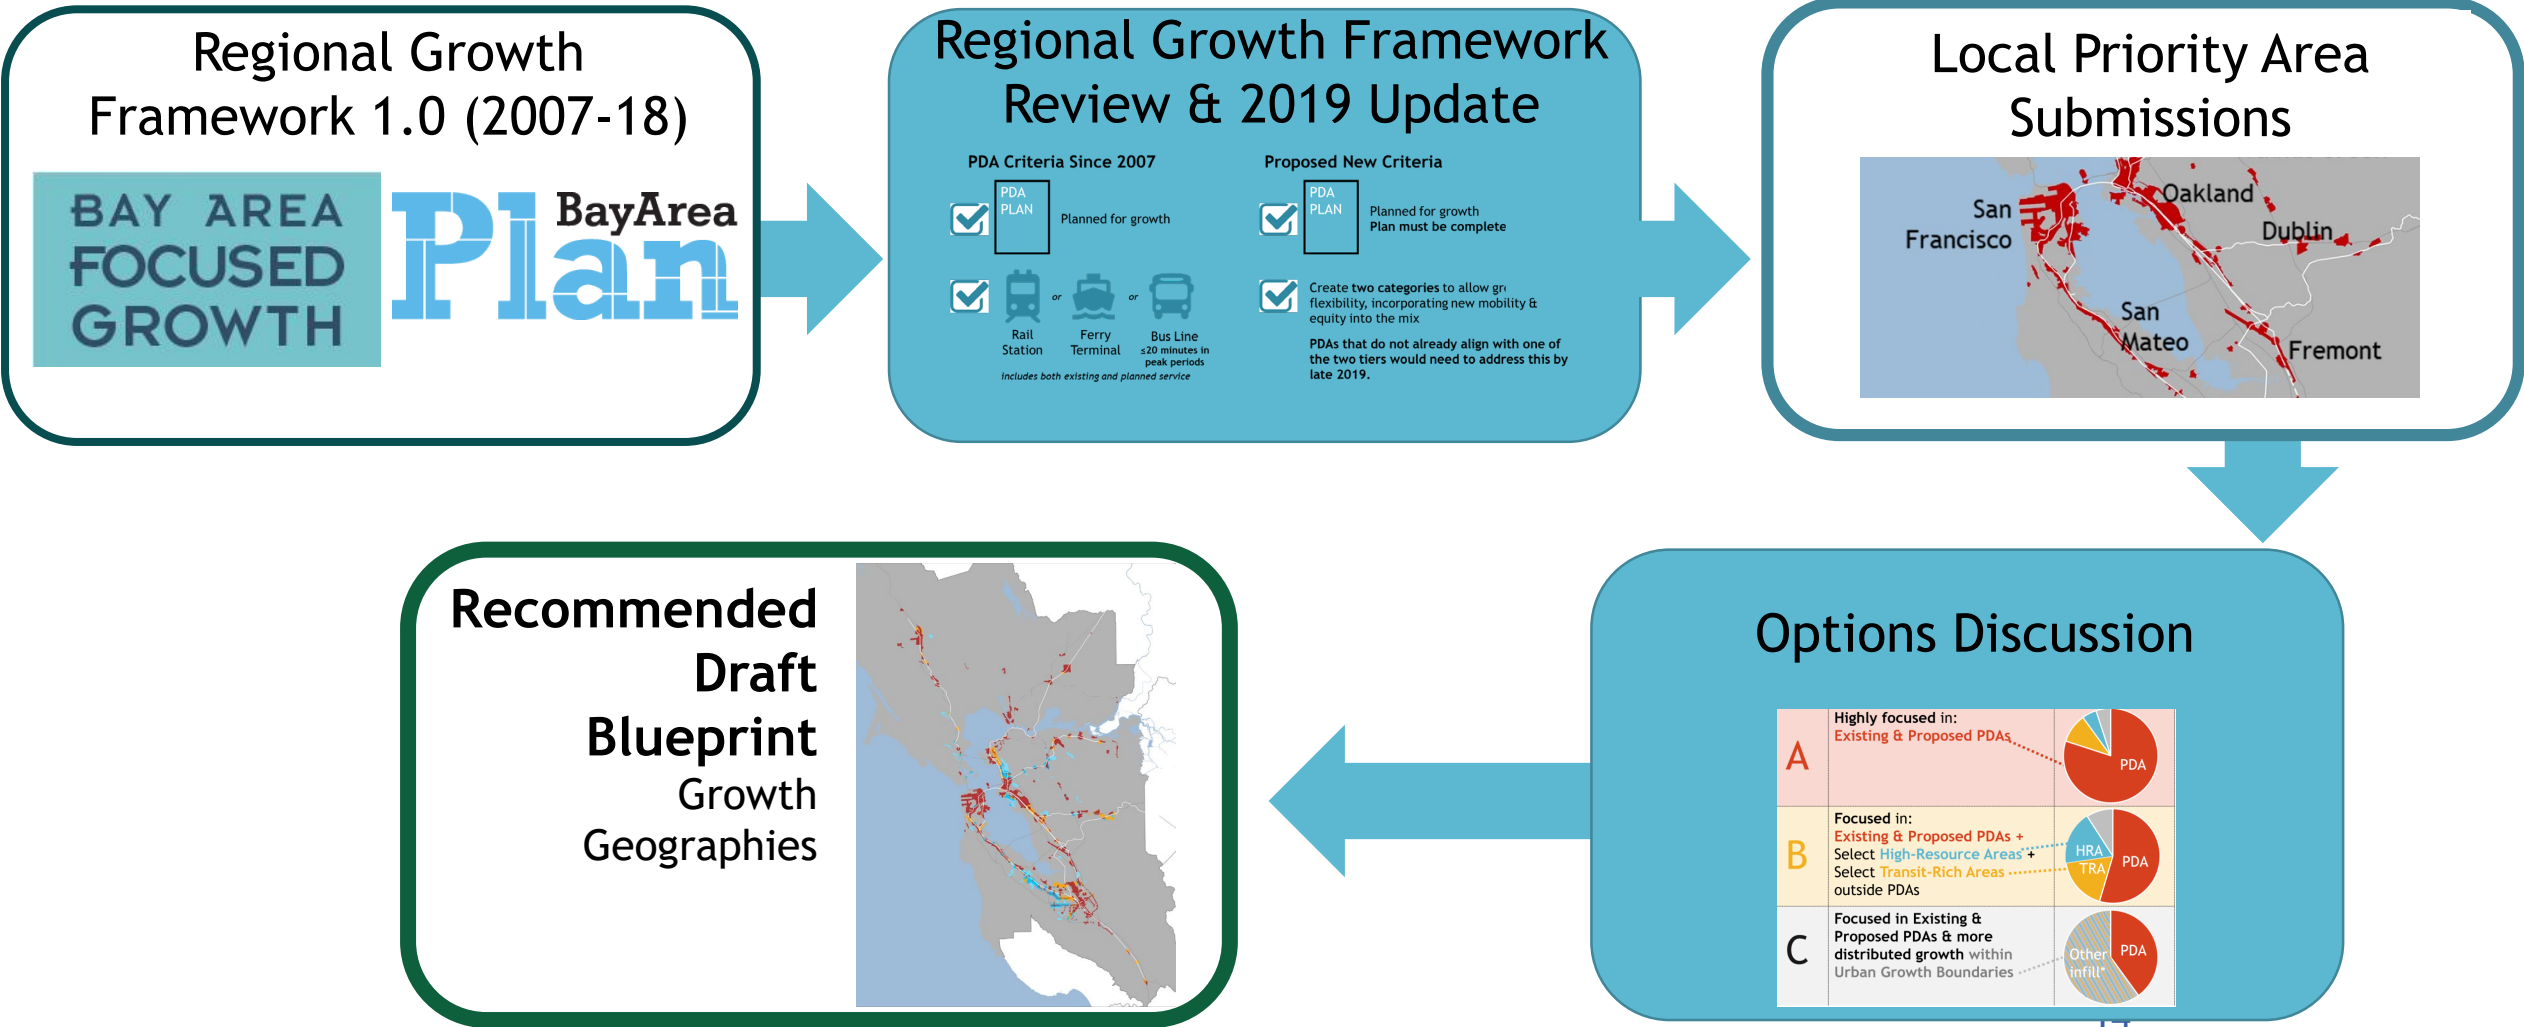 Regional Growth
Framework 1.0 (2007-18)
BAY AREA
FOCUSED
GROWTH
BayArea
Plan
Regional Growth Framework
Review & 2019 Update
PDA Criteria Since 2007
PDA
PLAN
Planned for growth
Rail
Station
or
Ferry
Terminal
or
Bus Line
≤20 minutes in
peak periods
includes both existing and planned service
Proposed New Criteria
PDA
PLAN
Planned for growth
Plan must be complete
Create two categories to allow
flexibility, incorporating new mobility &
equity into the mix
PDAs that do not already align with one of
the two tiers would need to address this by
late 2019.
Local Priority Area
Submissions
San
Francisco
Oakland
Dublin
San
Mateo
Fremont
Options Discussion
A
Highly focused in:
Existing & Proposed PDAs
PDA
B
Focused in:
Existing & Proposed PDAs +
Select High-Resource Areas +
Select Transit-Rich Areas
outside PDAs
HRA
TRA
PDA
C
Focused in Existing &
Proposed PDAs & more
distributed growth within
Urban Growth Boundaries
Other
infill*
PDA
Recommended
Draft
Blueprint
Growth
Geographies